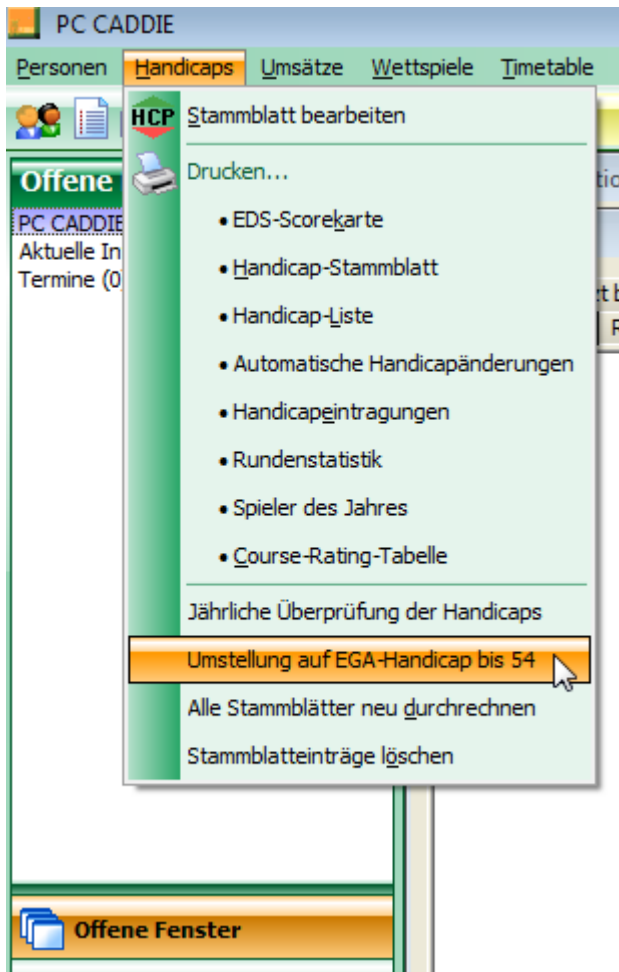 PC CADDIE
Personen Handicaps Umsätze Wettspiele Timetable
HCP Stammblatt bearbeiten
Drucken...
Offene
PC CADDIE
• EDS-Scorekarte
Aktuelle In
• Handicap-Stammblatt
Termine (0
• Handicap-Liste
• Automatische Handicapänderungen
• Handicapeintragungen
• Rundenstatistik
• Spieler des Jahres
• Course-Rating-Tabelle
Jährliche Überprüfung der Handicaps
Umstellung auf EGA-Handicap bis 54
Alle Stammblätter neu durchrechnen
Stammblatteinträge löschen
Offene Fenster